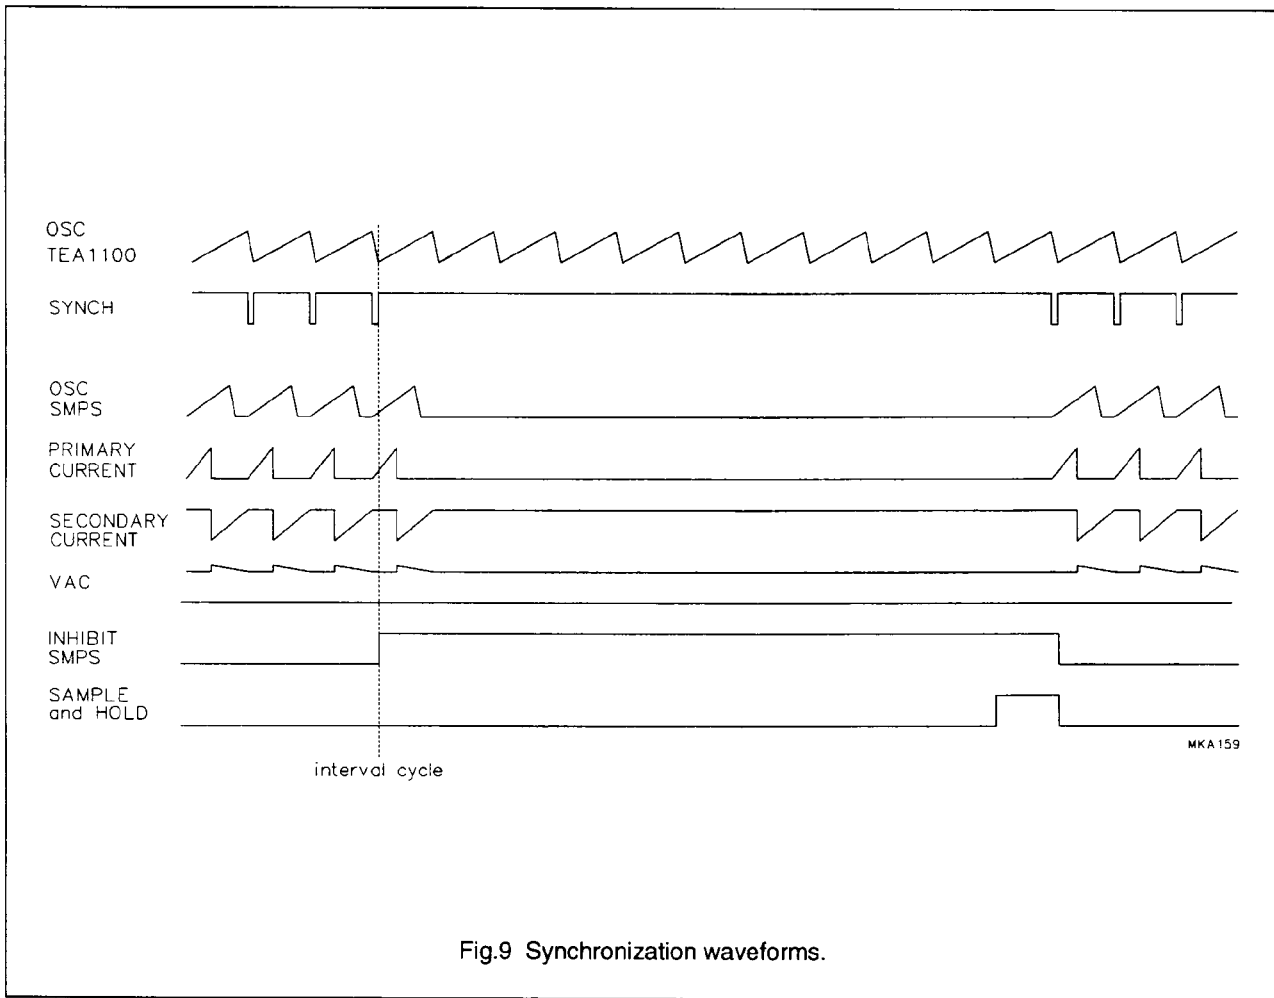 OSC
TEA1100
SYNCH
OSC
SMPS
PRIMARY
CURRENT
SECONDARY
CURRENT
VAC
INHIBIT
SMPS
SAMPLE
and HOLD
MKA159
interval cycle
Fig.9 Synchronization waveforms.